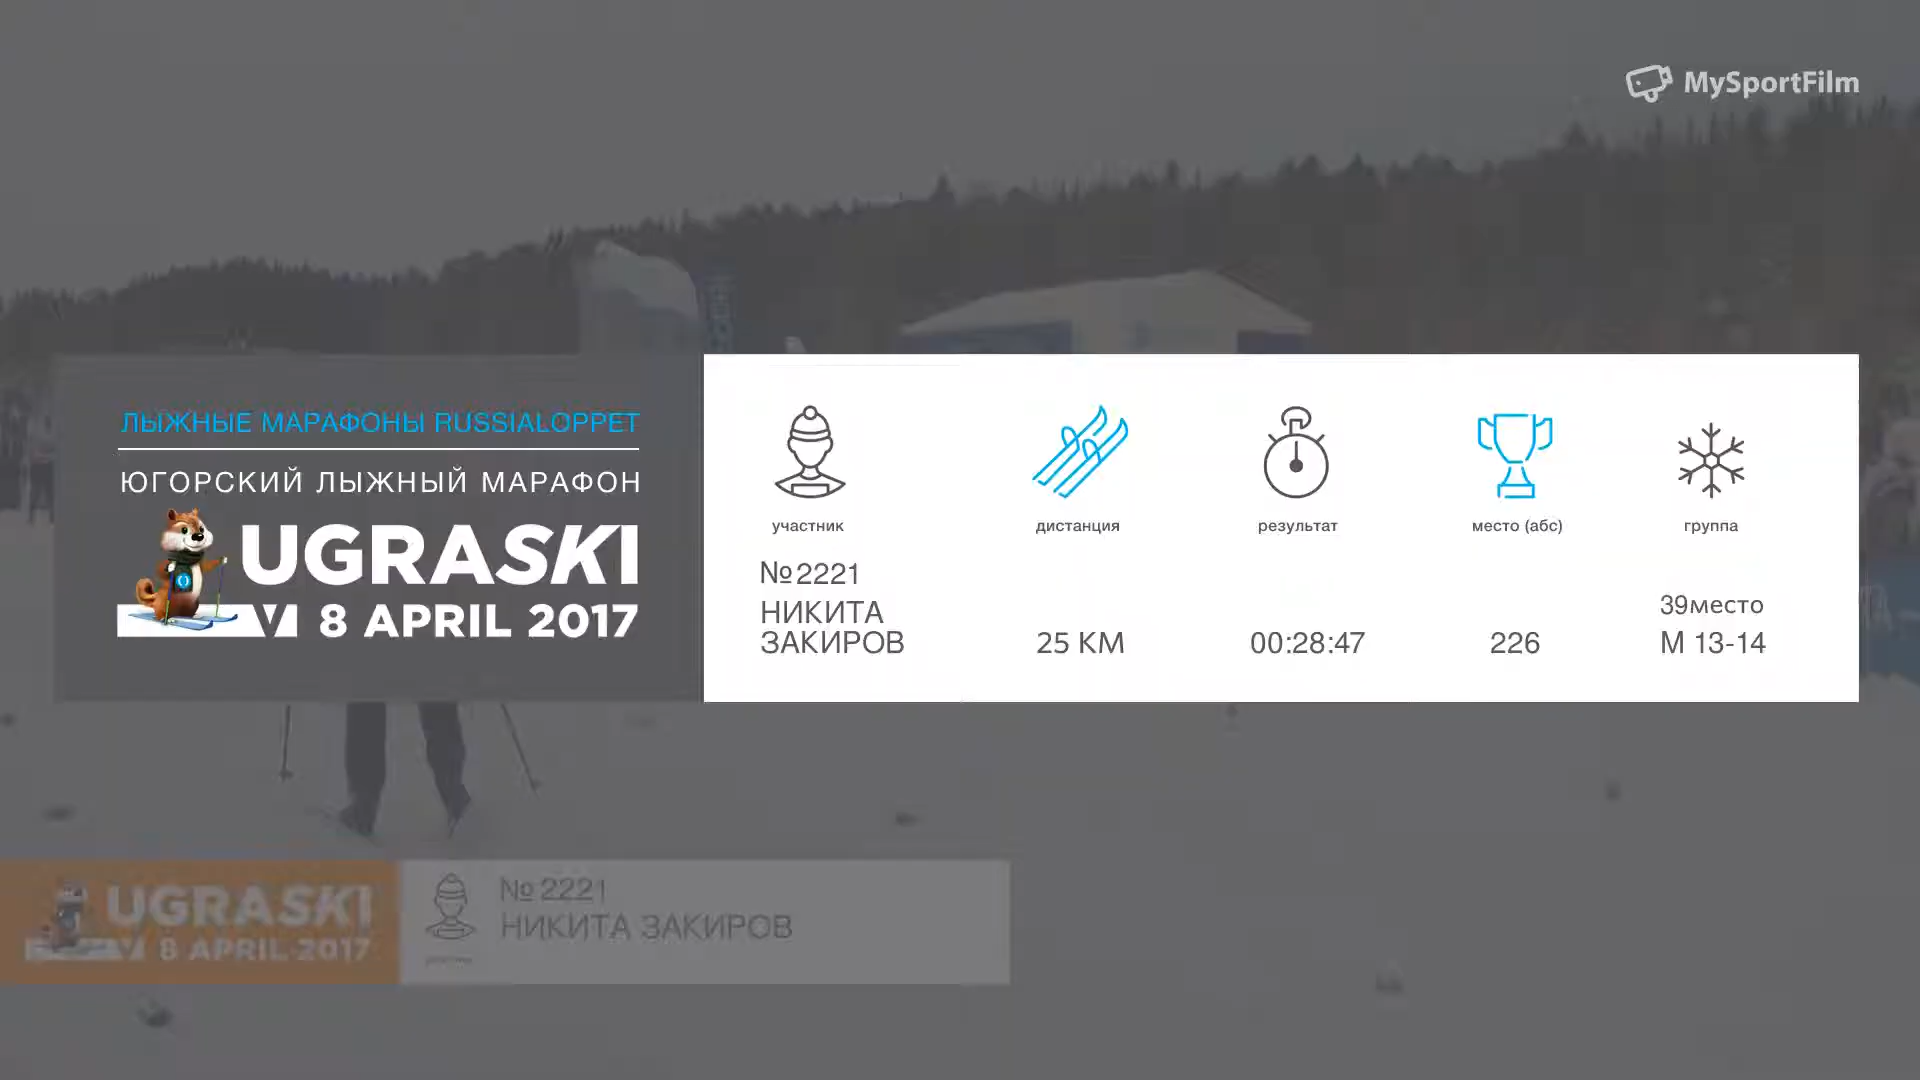 MySportFilm
ЛЫЖНЫЕ МАРАФОНЫ RUSSIALOPPET
ЮГОРСКИЙ ЛЫЖНЫЙ МАРАФОН
UGRASKI
V 8 APRIL 2017
участник
дистанция
результат
место (абс)
группа
№2221
НИКИТА
ЗАКИРОВ
25 КМ
00:28:47
226
39место
М 13-14
UGRASKI
V 8 APRIL 2017
№2221
НИКИТА ЗАКИРОВ